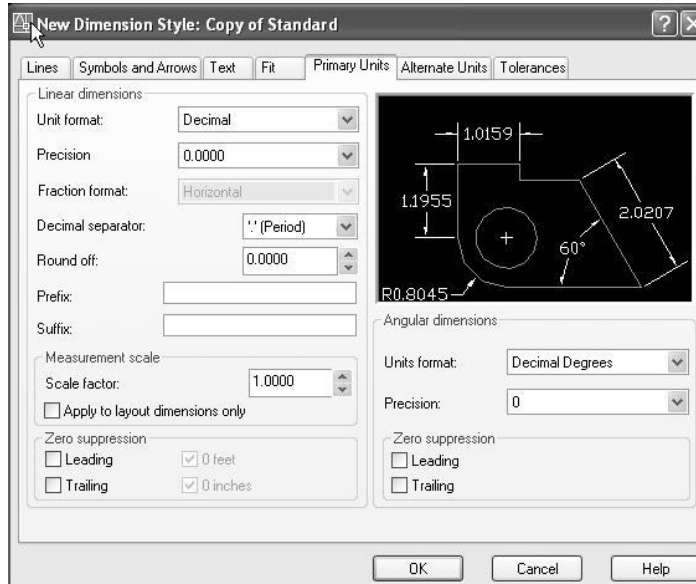 New Dimension Style: Copy of Standard
Lines Symbols and Arrows Text Fit Primary Units Alternate Units Tolerances
Linear dimensions
Unit format: Decimal
Precision 0.0000
Fraction format: Horizontal
Decimal separator: '.' (Period)
Round off: 0.0000
Prefix:
Suffix:
Measurement scale
Scale factor: 1.0000
Apply to layout dimensions only
Zero suppression
Leading 0 feet
Trailing 0 inches
1.0159
1.1955
2.0207
60°
R0.8045
Angular dimensions
Units format: Decimal Degrees
Precision: 0
Zero suppression
Leading
Trailing
OK Cancel Help